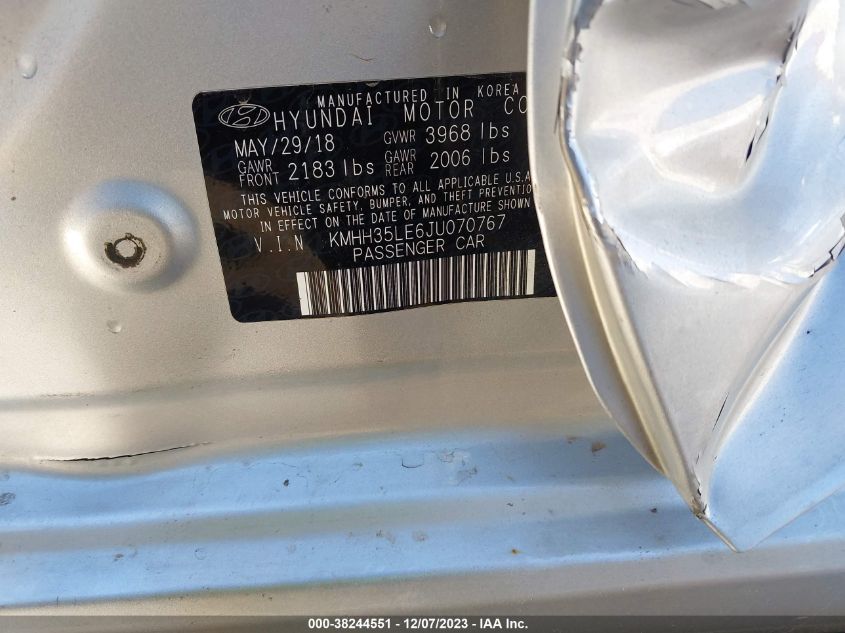 MANUFACTURED IN KOREA
HYUNDAI MOTOR CO
MAY/29/18 GVWR 3968 lbs
GAWR FRONT 2183 lbs GAWR REAR 2006 lbs
THIS VEHICLE CONFORMS TO ALL APPLICABLE U.S.A
MOTOR VEHICLE SAFETY, BUMPER, AND THEFT PREVENTIO
IN EFFECT ON THE DATE OF MANUFACTURE SHOWN
V.I.N KMHH35LE6JU070767
PASSENGER CAR
000-38244551 - 12/07/2023 - IAA Inc.